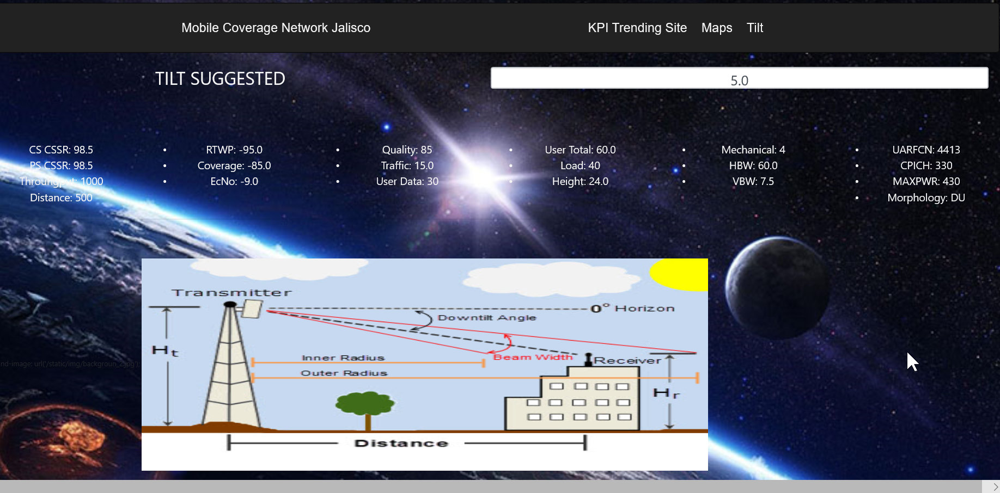 Mobile Coverage Network Jalisco
KPI Trending Site Maps Tilt
TILT SUGGESTED
5.0
CS CSSR: 98.5
PS CSSR: 98.5
Throungput: 1000
Distance: 500
• RTWP: -95.0
• Coverage: -85.0
• EcNo: -9.0
• Quality: 85
• Traffic: 15.0
• User Data: 30
• User Total: 60.0
• Load: 40
• Height: 24.0
• Mechanical: 4
• HBW: 60.0
• VBW: 7.5
• UARFCN: 4413
• CPICH: 330
• MAXPWR: 430
• Morphology: DU
Transmitter
0° Horizon
Downtilt Angle
Ht
Inner Radius
Beam Width
Receiver
nd-image: url('/static/img/backgroun_2.jpg');
Outer Radius
Hr
Distance